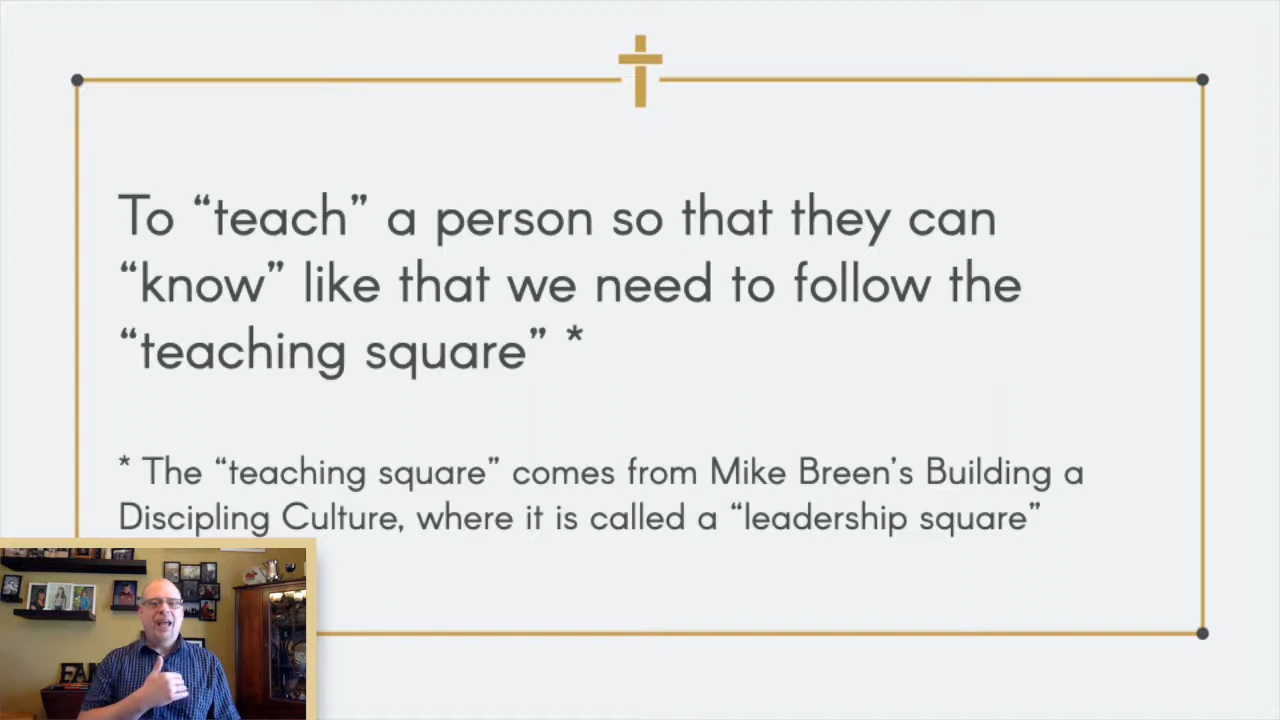 To “teach” a person so that they can
“know” like that we need to follow the
“teaching square” *
* The “teaching square” comes from Mike Breen’s Building a
Discipling Culture, where it is called a “leadership square”